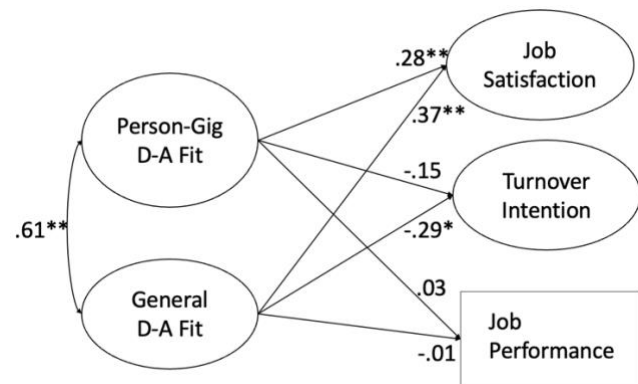 Job
Satisfaction
.28**
.37**
Person-Gig
D-A Fit
-.15
Turnover
Intention
.61**
-.29*
General
D-A Fit
.03
Job
Performance
-.01